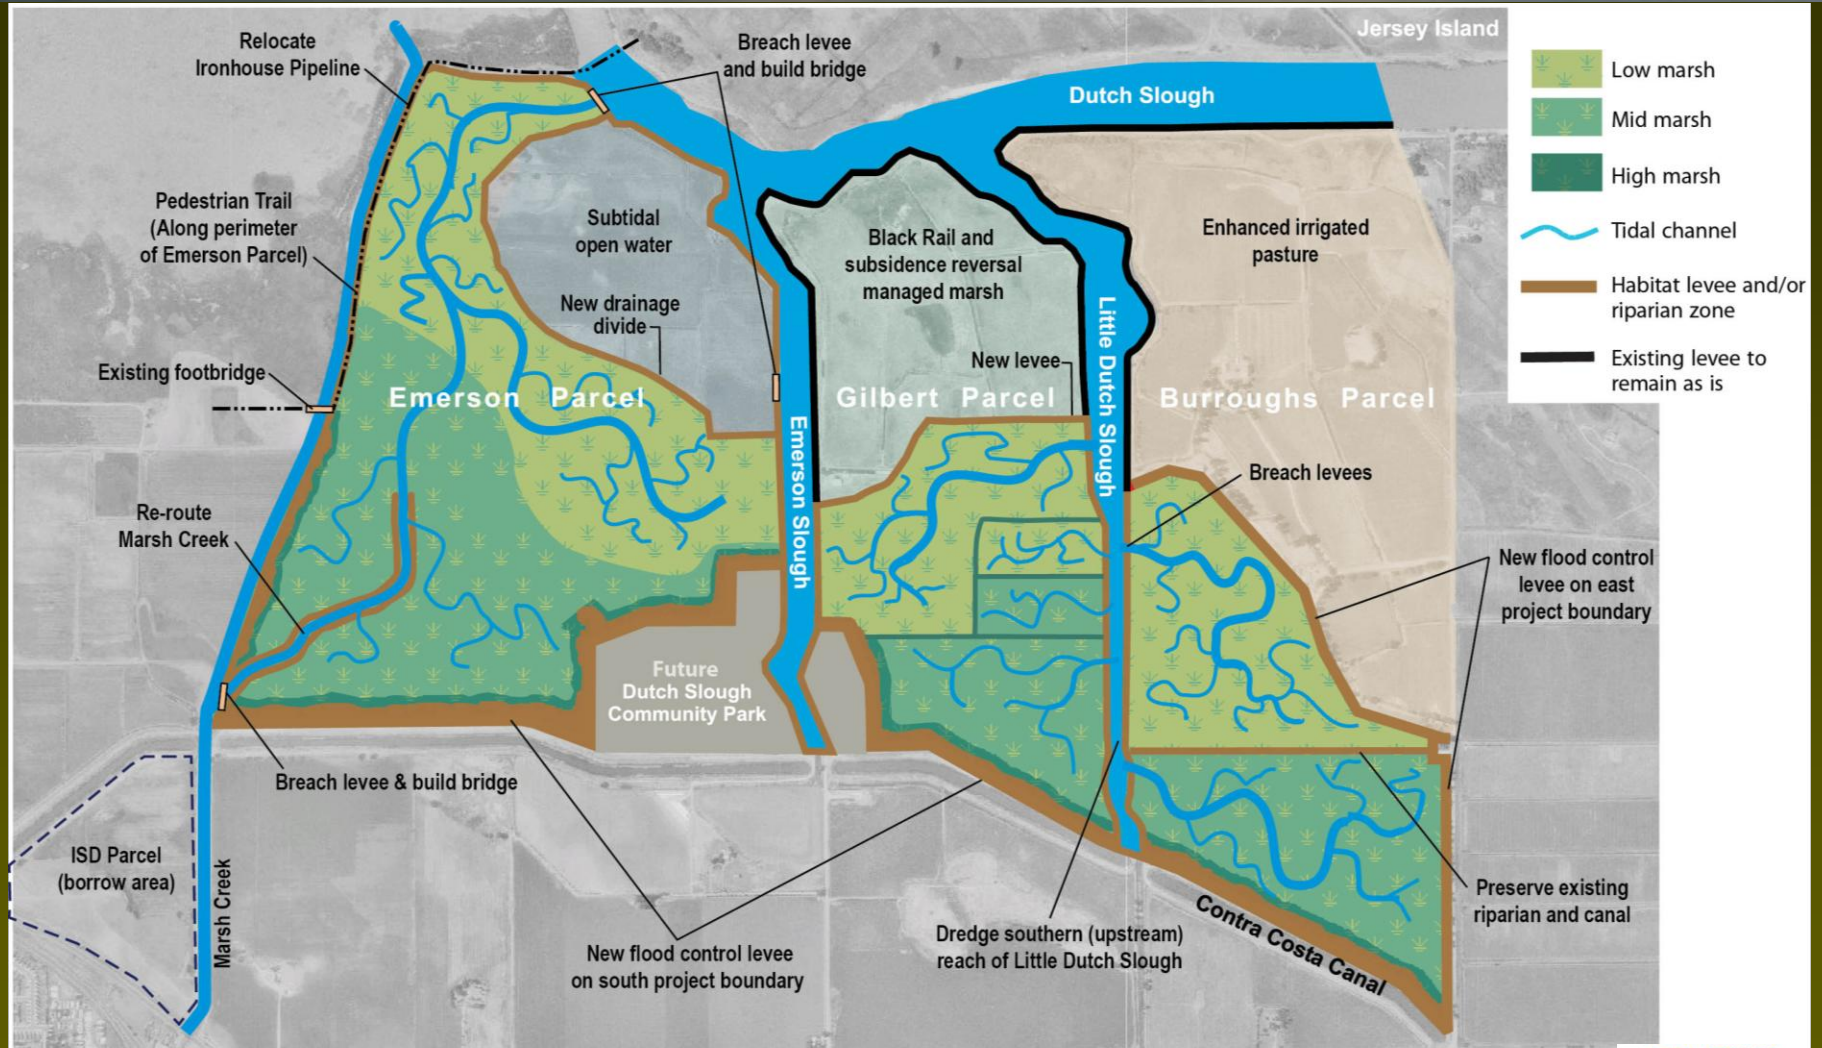 Jersey Island
Relocate
Ironhouse Pipeline
Breach levee
and build bridge
Dutch Slough
Low marsh
Mid marsh
High marsh
Tidal channel
Habitat levee and/or
riparian zone
Existing levee to
remain as is
Pedestrian Trail
(Along perimeter
of Emerson Parcel)
Subtidal
open water
Black Rail and
subsidence reversal
managed marsh
Enhanced irrigated
pasture
New drainage
divide
Existing footbridge
New levee
Emerson Parcel
Gilbert Parcel
Burroughs Parcel
Little Dutch Slough
Emerson Slough
Breach levees
Re-route
Marsh Creek
New flood control
levee on east
project boundary
Future
Dutch Slough
Community Park
Breach levee & build bridge
ISD Parcel
(borrow area)
Marsh Creek
New flood control levee
on south project boundary
Dredge southern (upstream)
reach of Little Dutch Slough
Contra Costa Canal
Preserve existing
riparian and canal